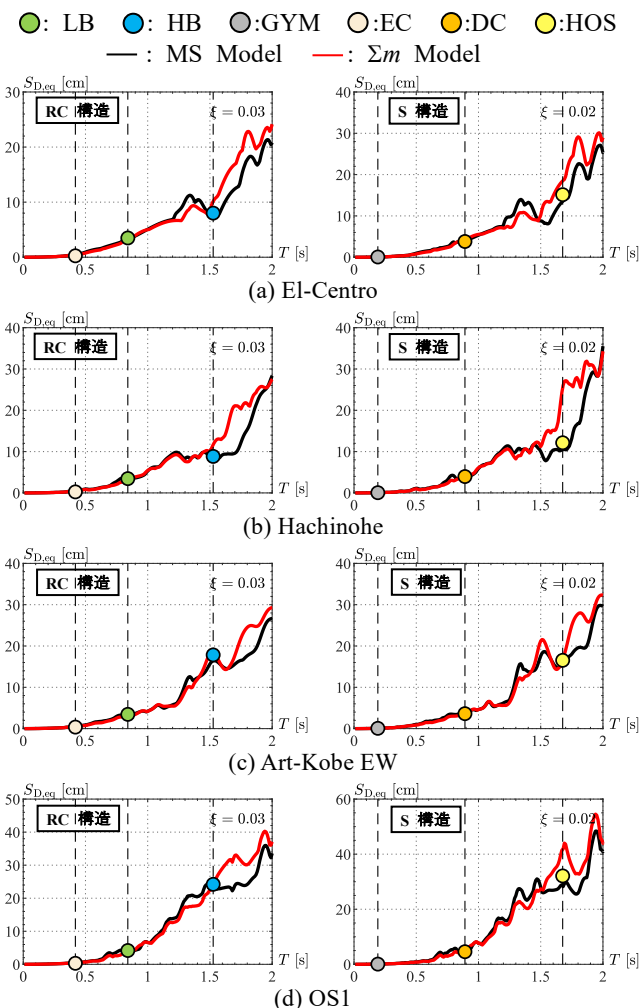 : LB : HB :GYM :EC :DC :HOS
: MS Model : Σm Model
S_D,eq [cm] S_D,eq [cm]
30 40
RC 構造 ξ = 0.03 S 構造 ξ = 0.02
30
20
20
10
10
T [s] T [s]
0 0
0.5 1 1.5 2 0.5 1 1.5 2
(a) El-Centro
S_D,eq [cm] S_D,eq [cm]
40 40
RC 構造 ξ = 0.03 S 構造 ξ = 0.02
30 30
20 20
10 10
T [s] T [s]
0 0
0.5 1 1.5 2 0.5 1 1.5 2
(b) Hachinohe
S_D,eq [cm] S_D,eq [cm]
40 40
RC 構造 ξ = 0.03 S 構造 ξ = 0.02
30 30
20 20
10 10
T [s] T [s]
0 0
0.5 1 1.5 2 0.5 1 1.5 2
(c) Art-Kobe EW
S_D,eq [cm] S_D,eq [cm]
50 60
RC 構造 ξ = 0.03 S 構造 ξ = 0.02
40
40
30
20
20
10
T [s] T [s]
0 0
0.5 1 1.5 2 0.5 1 1.5 2
(d) OS1